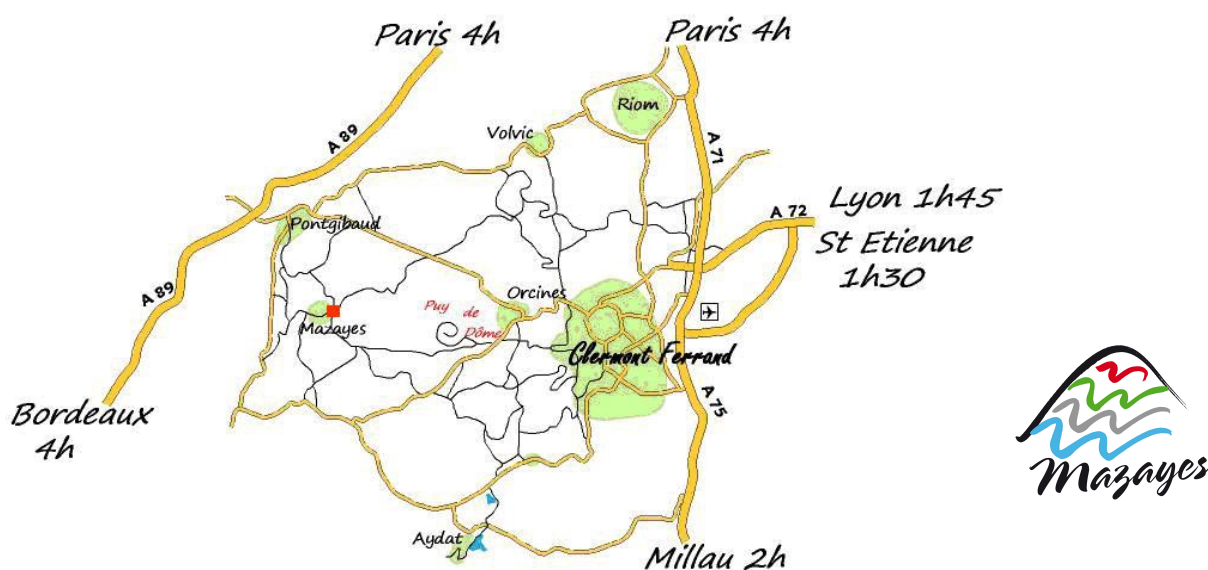 Paris 4h
Paris 4h
Riom
Volvic
A 89
A 71
Lyon 1h45
A 72
St Etienne
1h30
Pontgibaud
A 89
Orcines
Puy de
Dôme
Mazayes
Clermont Ferrand
A 75
Bordeaux
4h
Mazayes
Aydat
Millau 2h